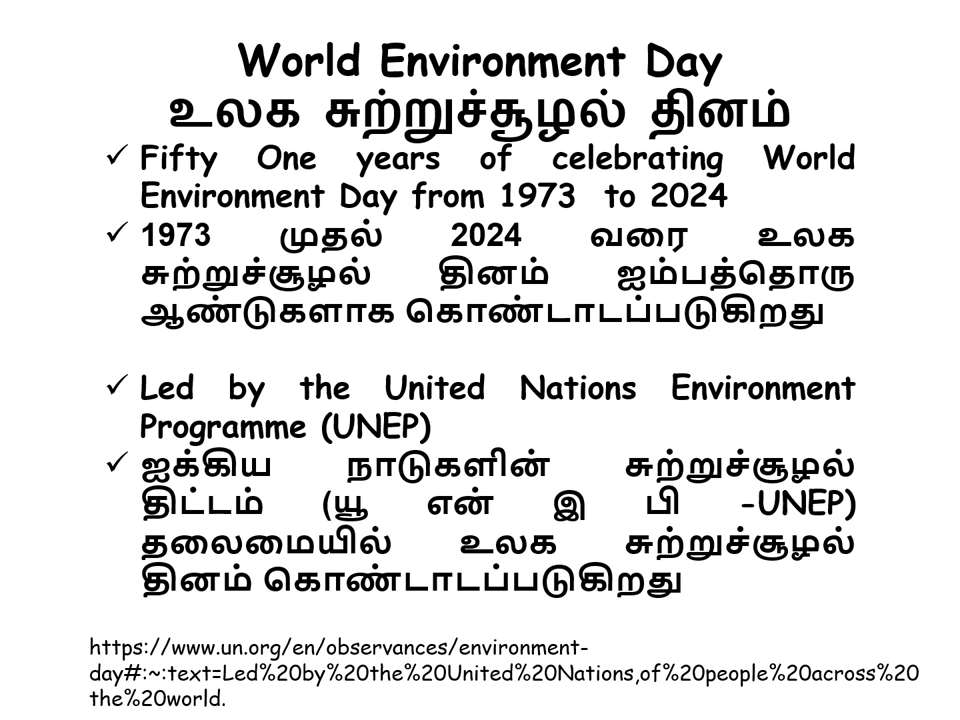 World Environment Day
உலக சுற்றுச்சூழல் தினம்
✓ Fifty One years of celebrating World
Environment Day from 1973 to 2024
✓ 1973 முதல் 2024 வரை உலக
சுற்றுச்சூழல் தினம் ஐம்பத்தொரு
ஆண்டுகளாக கொண்டாடப்படுகிறது
✓ Led by the United Nations Environment
Programme (UNEP)
✓ ஐக்கிய நாடுகளின் சுற்றுச்சூழல்
திட்டம் (யூ என் இ பி –UNEP)
தலைமையில் உலக சுற்றுச்சூழல்
தினம் கொண்டாடப்படுகிறது
https://www.un.org/en/observances/environment-
day#:~:text=Led%20by%20the%20United%20Nations,of%20people%20across%20
the%20world.